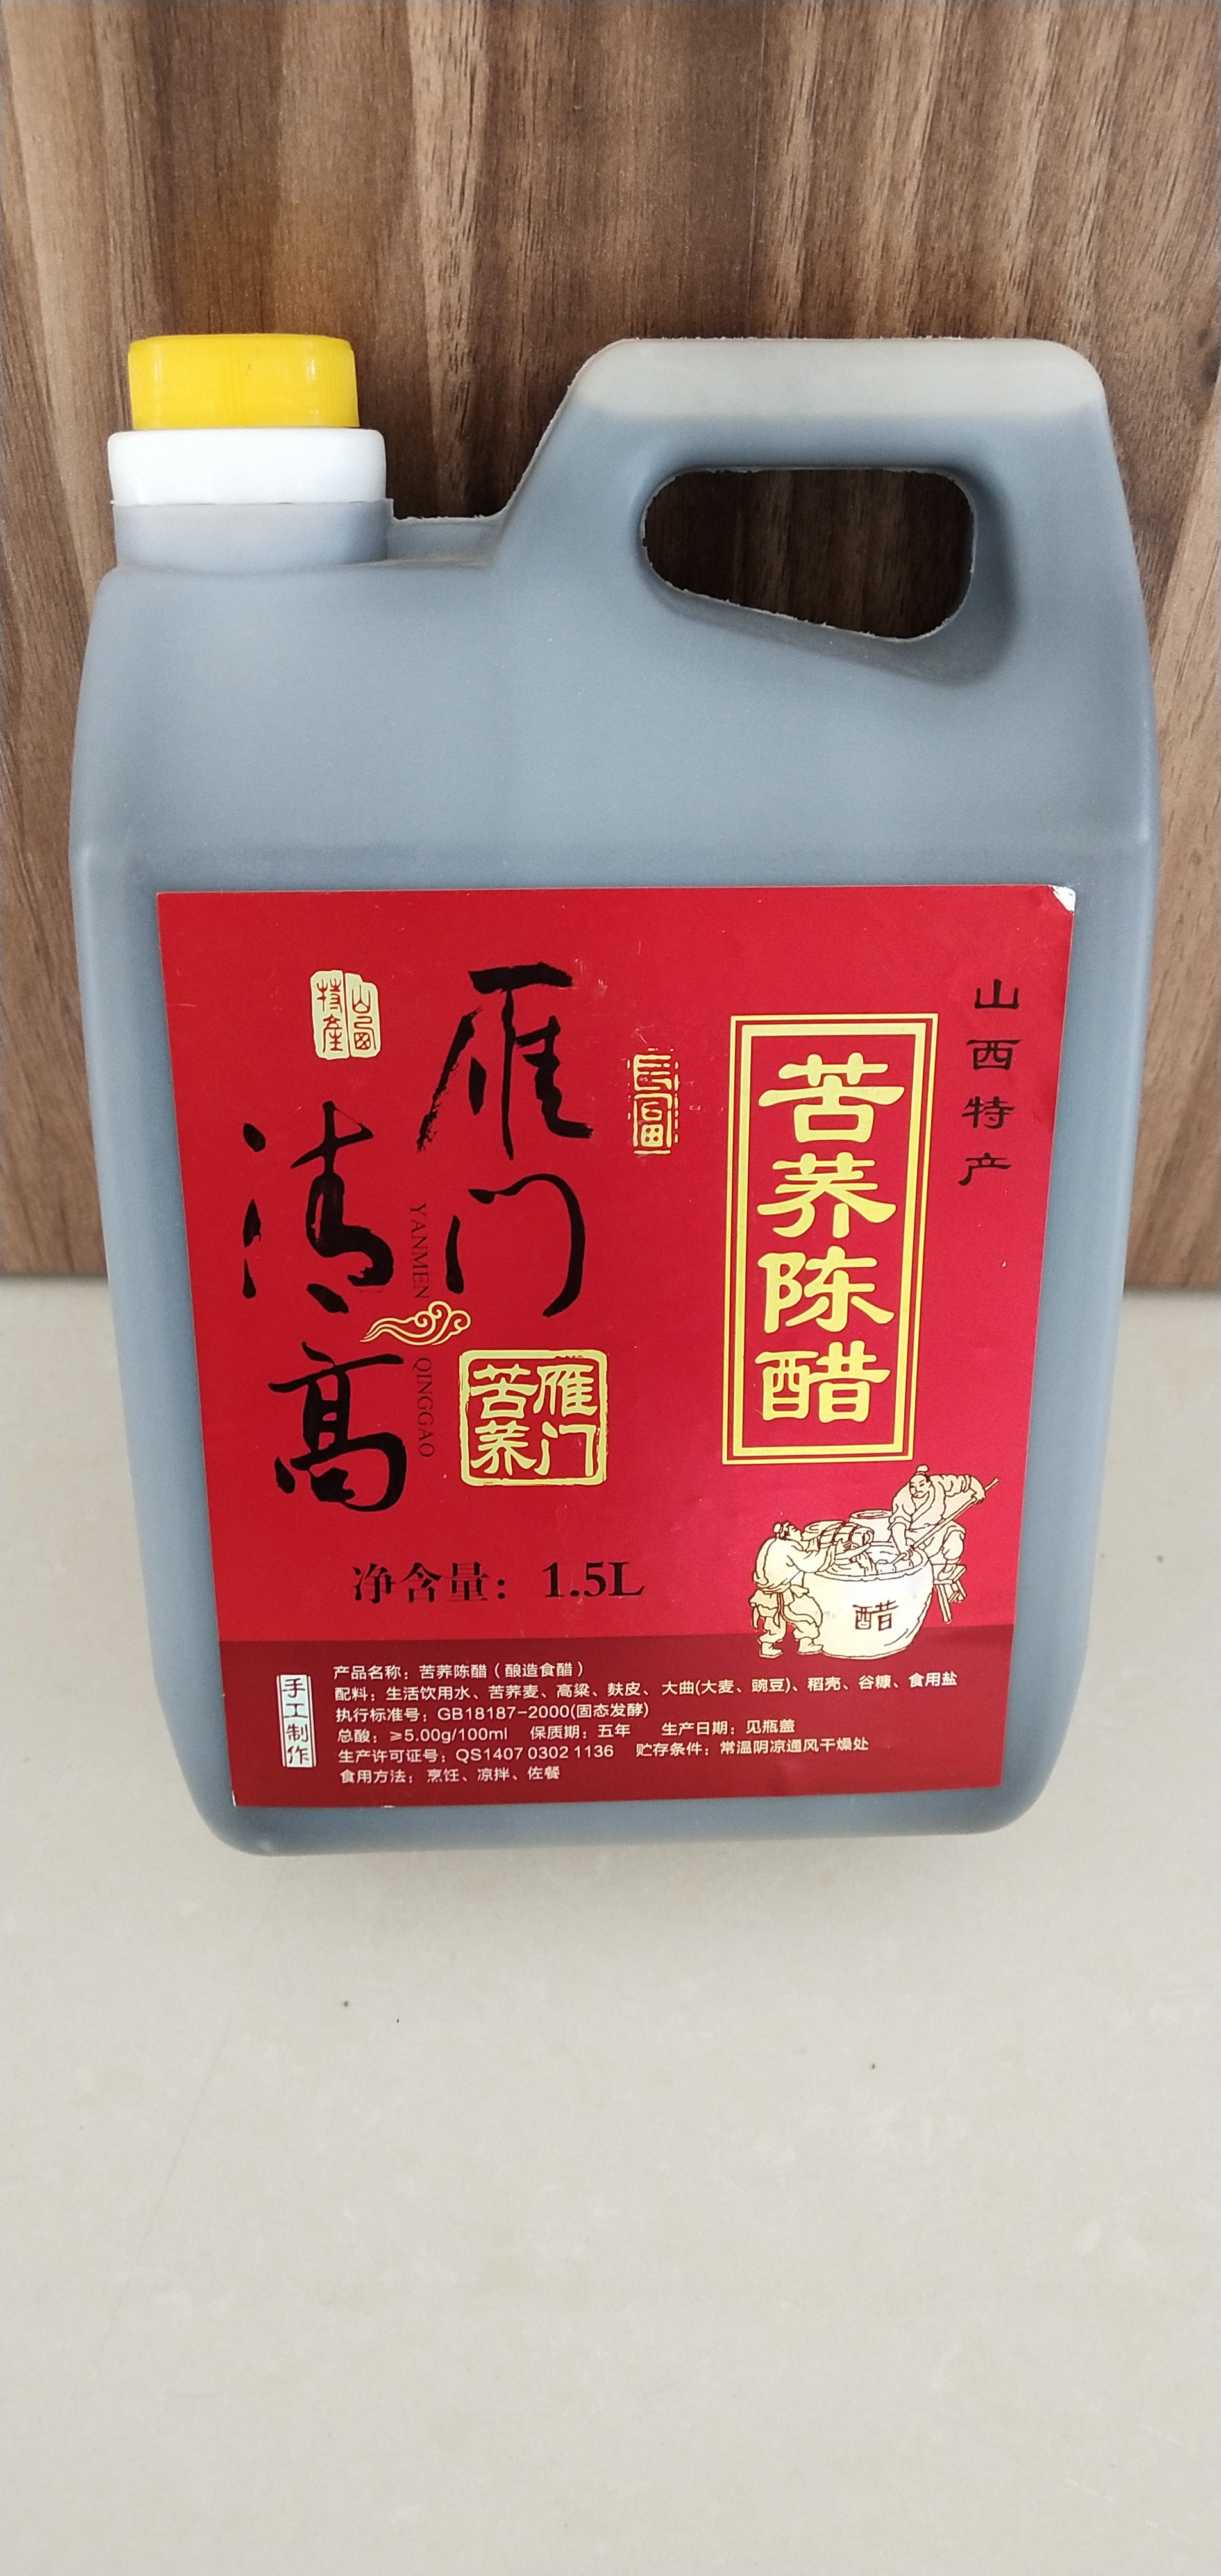 山西特产
苦荞陈醋
雁门
清高
YANMEN QINGGAO
山西
特產
雁门
苦荞
净含量：1.5L
醋
手工制作
产品名称：苦荞陈醋（酿造食醋）
配料：生活饮用水、苦荞麦、高粱、麸皮、大曲(大麦、豌豆)、稻壳、谷糠、食用盐
执行标准号：GB18187-2000(固态发酵)
总酸：≥5.00g/100ml 保质期：五年 生产日期：见瓶盖
生产许可证号：QS1407 0302 1136 贮存条件：常温阴凉通风干燥处
食用方法：烹饪、凉拌、佐餐